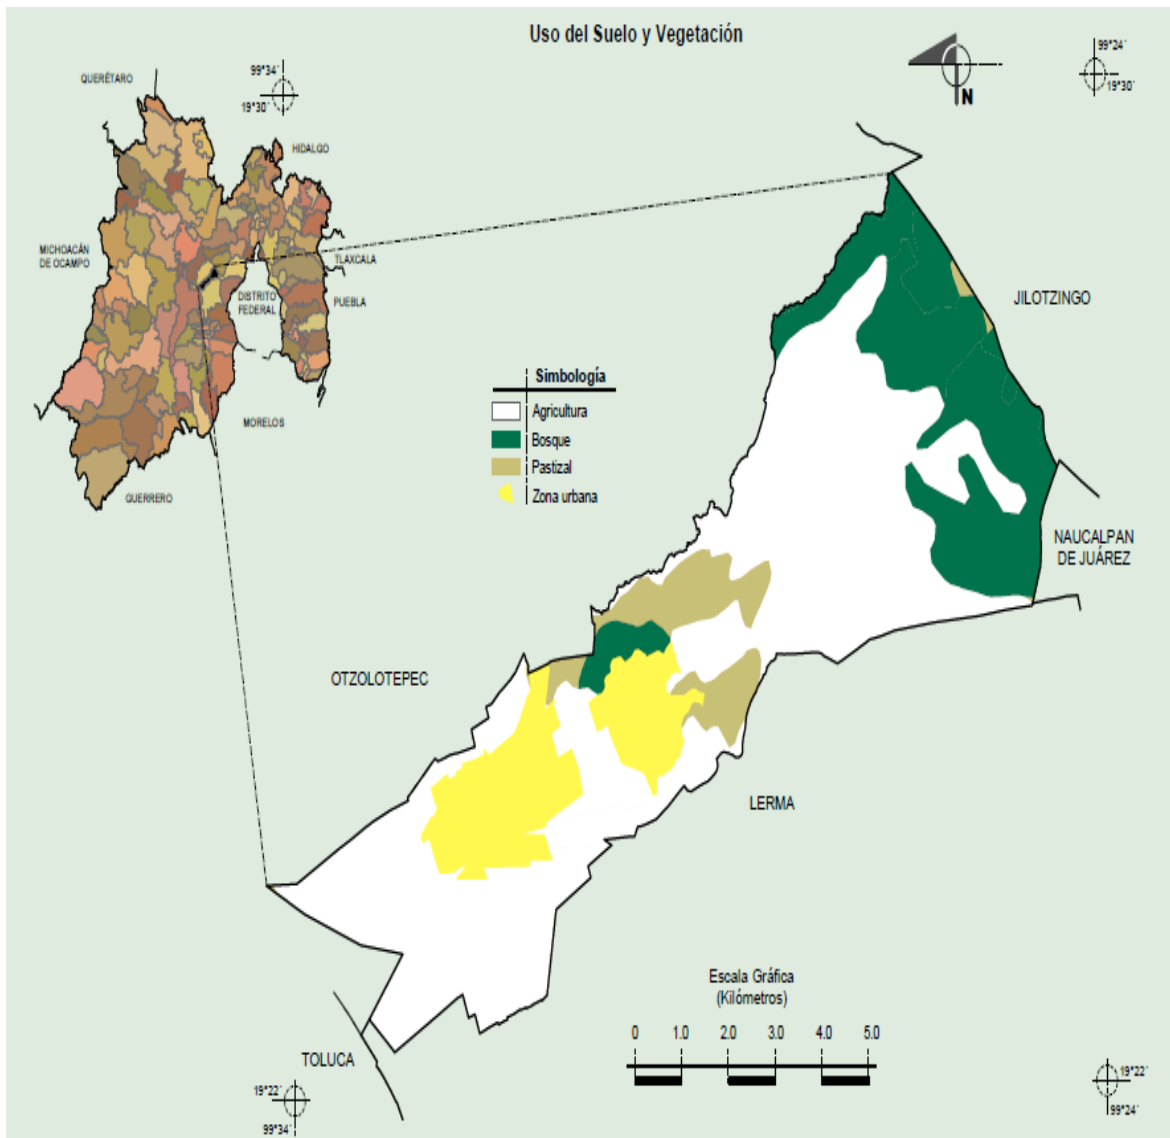 Uso del Suelo y Vegetación
99°34´
19°30´
99°24´
19°30´
N
QUERÉTARO
HIDALGO
MICHOACÁN
DE OCAMPO
TLAXCALA
DISTRITO
FEDERAL
PUEBLA
MORELOS
GUERRERO
JILOTZINGO
Simbología
Agricultura
Bosque
Pastizal
Zona urbana
NAUCALPAN
DE JUÁREZ
OTZOLOTEPEC
LERMA
TOLUCA
Escala Gráfica
(Kilómetros)
0 1.0 2.0 3.0 4.0 5.0
19°22´
99°34´
19°22´
99°24´